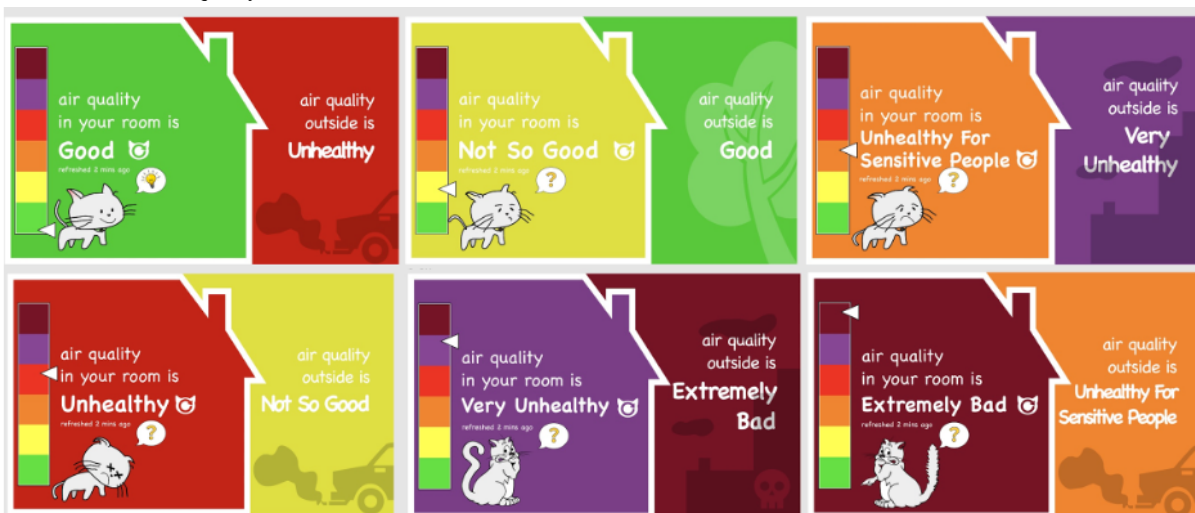 air quality
in your room is
Good
refreshed 2 mins ago
air quality
outside is
Unhealthy
air quality
in your room is
Not So Good
refreshed 2 mins ago
?
air quality
outside is
Good
air quality
in your room is
Unhealthy For
Sensitive People
refreshed 2 mins ago
?
air quality
outside is
Very
Unhealthy
air quality
in your room is
Unhealthy
refreshed 2 mins ago
?
air quality
outside is
Not So Good
air quality
in your room is
Very Unhealthy
refreshed 2 mins ago
?
air quality
outside is
Extremely
Bad
air quality
in your room is
Extremely Bad
refreshed 2 mins ago
?
air quality
outside is
Unhealthy For
Sensitive People